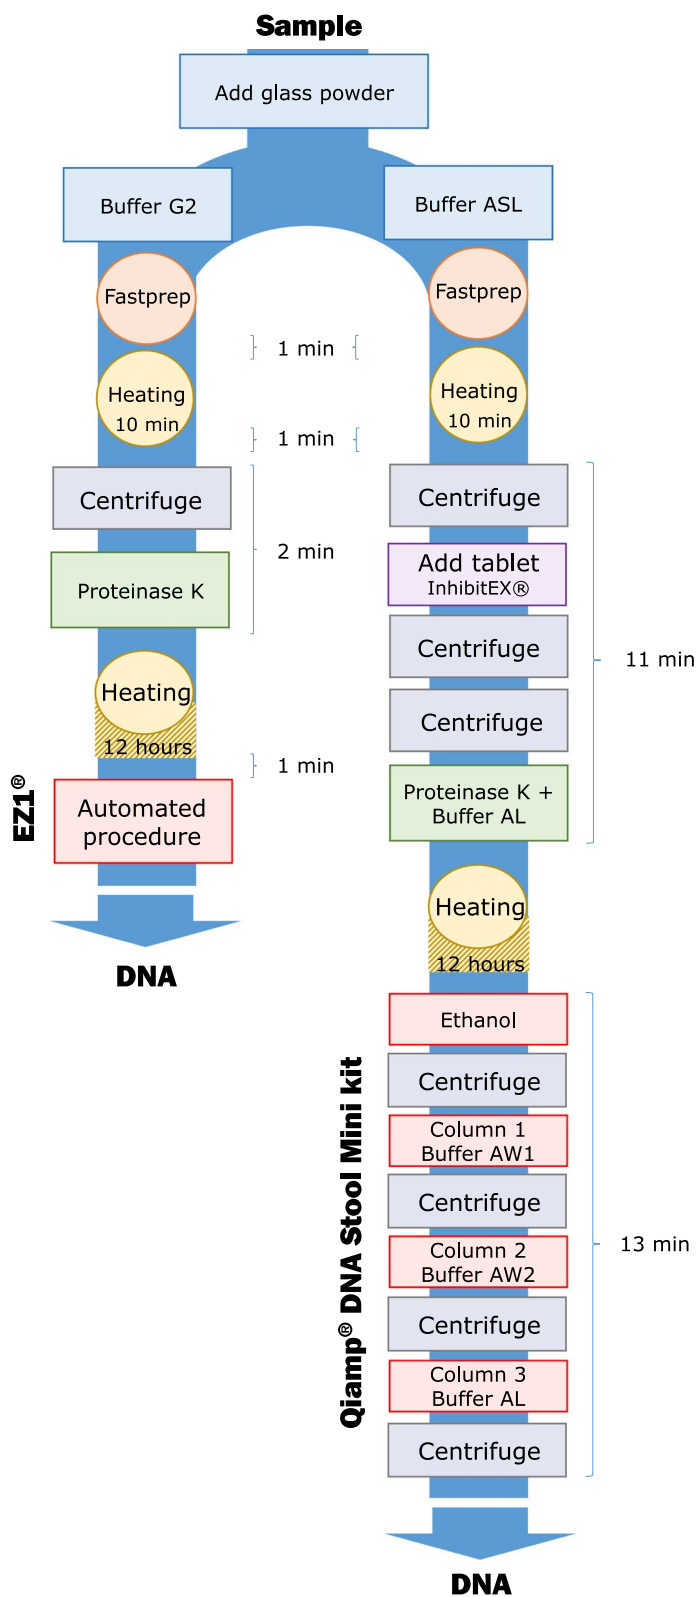 Sample
Add glass powder
Buffer G2
Fastprep
Heating
10 min
Centrifuge
Proteinase K
Heating
12 hours
EZ1®
Automated
procedure
DNA
1 min
1 min
2 min
1 min
Buffer ASL
Fastprep
Heating
10 min
Centrifuge
Add tablet
InhibitEX®
Centrifuge
Centrifuge
Proteinase K +
Buffer AL
11 min
Heating
12 hours
Qiamp® DNA Stool Mini kit
Ethanol
Centrifuge
Column 1
Buffer AW1
Centrifuge
Column 2
Buffer AW2
Centrifuge
Column 3
Buffer AL
Centrifuge
13 min
DNA